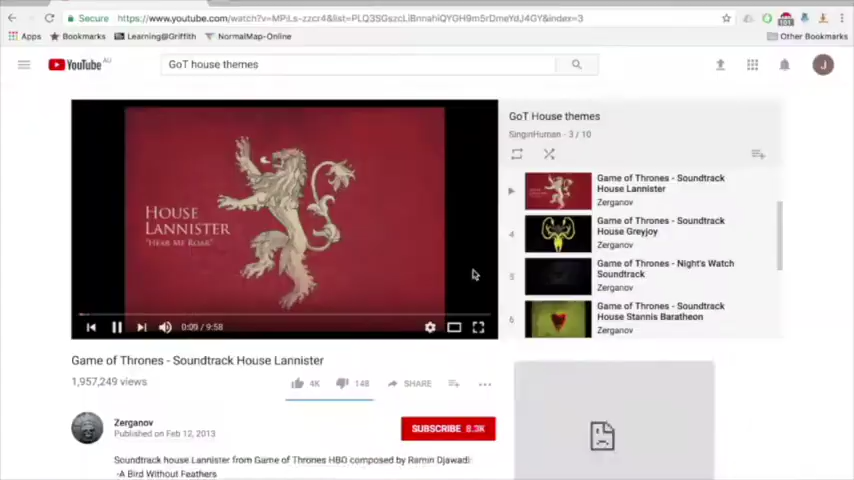 Secure https://www.youtube.com/watch?v=MPiLs-zzcr4&list=PLQ3SGszcLiBnnahiQYGH9m5rDmeYdJ4GY&index=3
Apps Bookmarks Learning@Griffith NormalMap-Online Other Bookmarks
YouTube AU GoT house themes J
GoT House themes
SinginHuman - 3 / 10
HOUSE
LANNISTER
"HEAR ME ROAR"
Game of Thrones - Soundtrack
House Lannister
Zerganov
4
Game of Thrones - Soundtrack
House Greyjoy
Zerganov
5
Game of Thrones - Night's Watch
Soundtrack
Zerganov
6
Game of Thrones - Soundtrack
House Stannis Baratheon
Zerganov
0:09 / 9:58
Game of Thrones - Soundtrack House Lannister
1,957,249 views
4K 148 SHARE
Zerganov
Published on Feb 12, 2013
SUBSCRIBE 8.3K
Soundtrack house Lannister from Game of Thrones HBO composed by Ramin Djawadi:
-A Bird Without Feathers